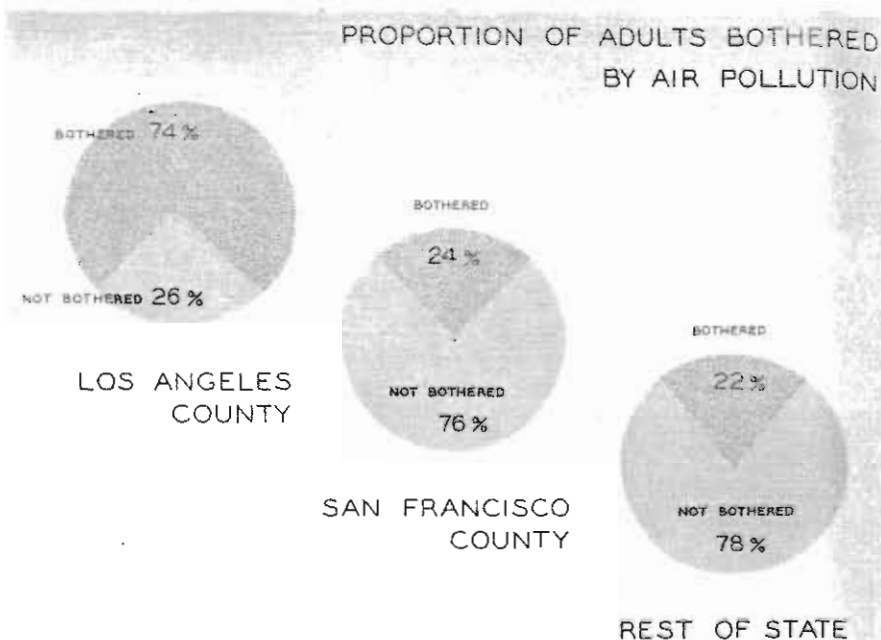 PROPORTION OF ADULTS BOTHERED
BY AIR POLLUTION
BOTHERED 74%
NOT BOTHERED 26%
LOS ANGELES
COUNTY
BOTHERED
24%
NOT BOTHERED
76%
SAN FRANCISCO
COUNTY
BOTHERED
22%
NOT BOTHERED
78%
REST OF STATE